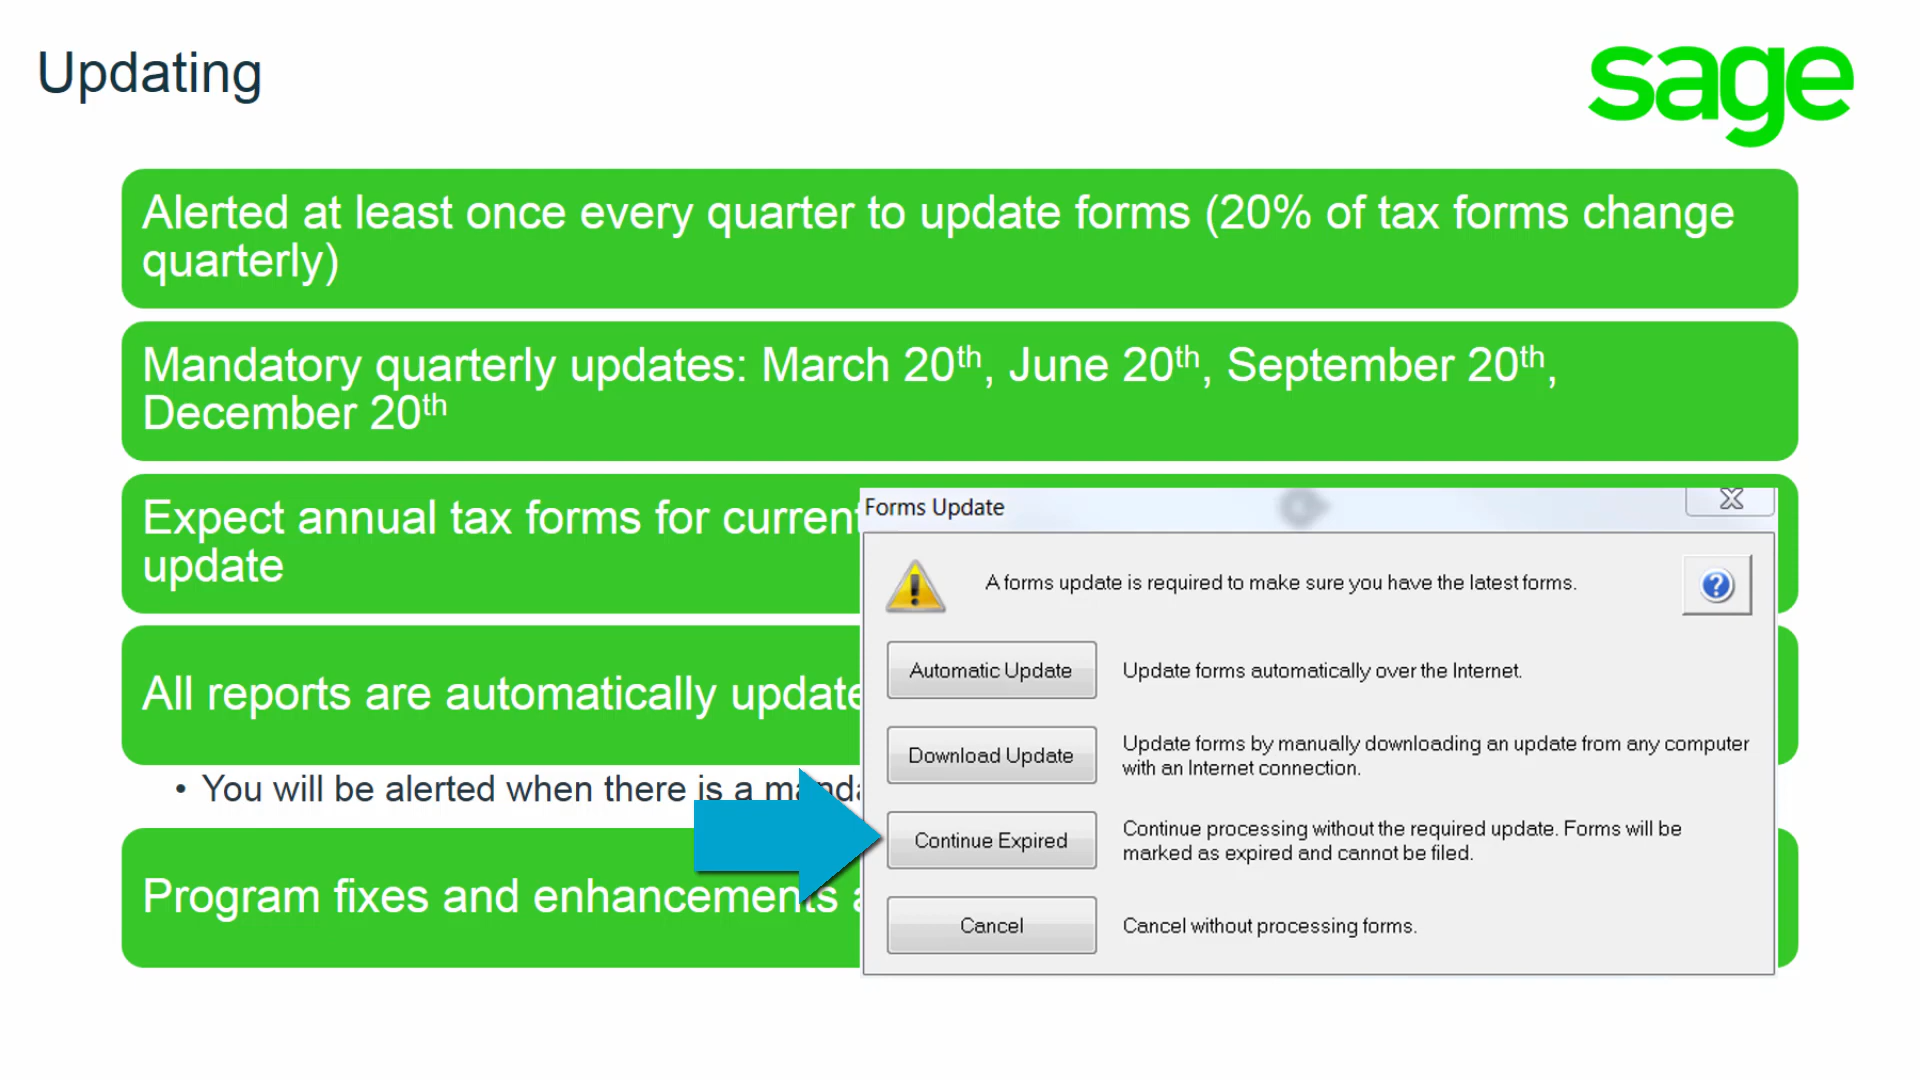 Updating
sage
Alerted at least once every quarter to update forms (20% of tax forms change
quarterly)
Mandatory quarterly updates: March 20th, June 20th, September 20th,
December 20th
Expect annual tax forms for current
update
All reports are automatically update
• You will be alerted when there is a
Program fixes and enhancements
Forms Update
A forms update is required to make sure you have the latest forms.
Automatic Update
Update forms automatically over the Internet.
Download Update
Update forms by manually downloading an update from any computer
with an Internet connection.
Continue Expired
Continue processing without the required update. Forms will be
marked as expired and cannot be filed.
Cancel
Cancel without processing forms.